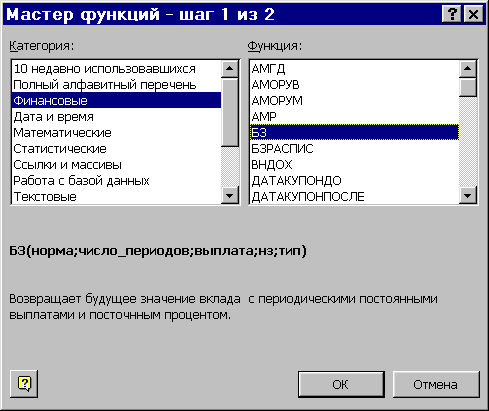 Мастер функций - шаг 1 из 2
Категория:
Функция:
10 недавно использовавшихся
Полный алфавитный перечень
Финансовые
Дата и время
Математические
Статистические
Ссылки и массивы
Работа с базой данных
Текстовые
АМГД
АМОРУВ
АМОРУМ
АМР
БЗ
БЗРАСПИС
ВНДОХ
ДАТАКУПОНДО
ДАТАКУПОНПОСЛЕ
БЗ(норма;число_периодов;выплата;нз;тип)
Возвращает будущее значение вклада с периодическими постоянными
выплатами и посточнным процентом.
?
ОК
Отмена